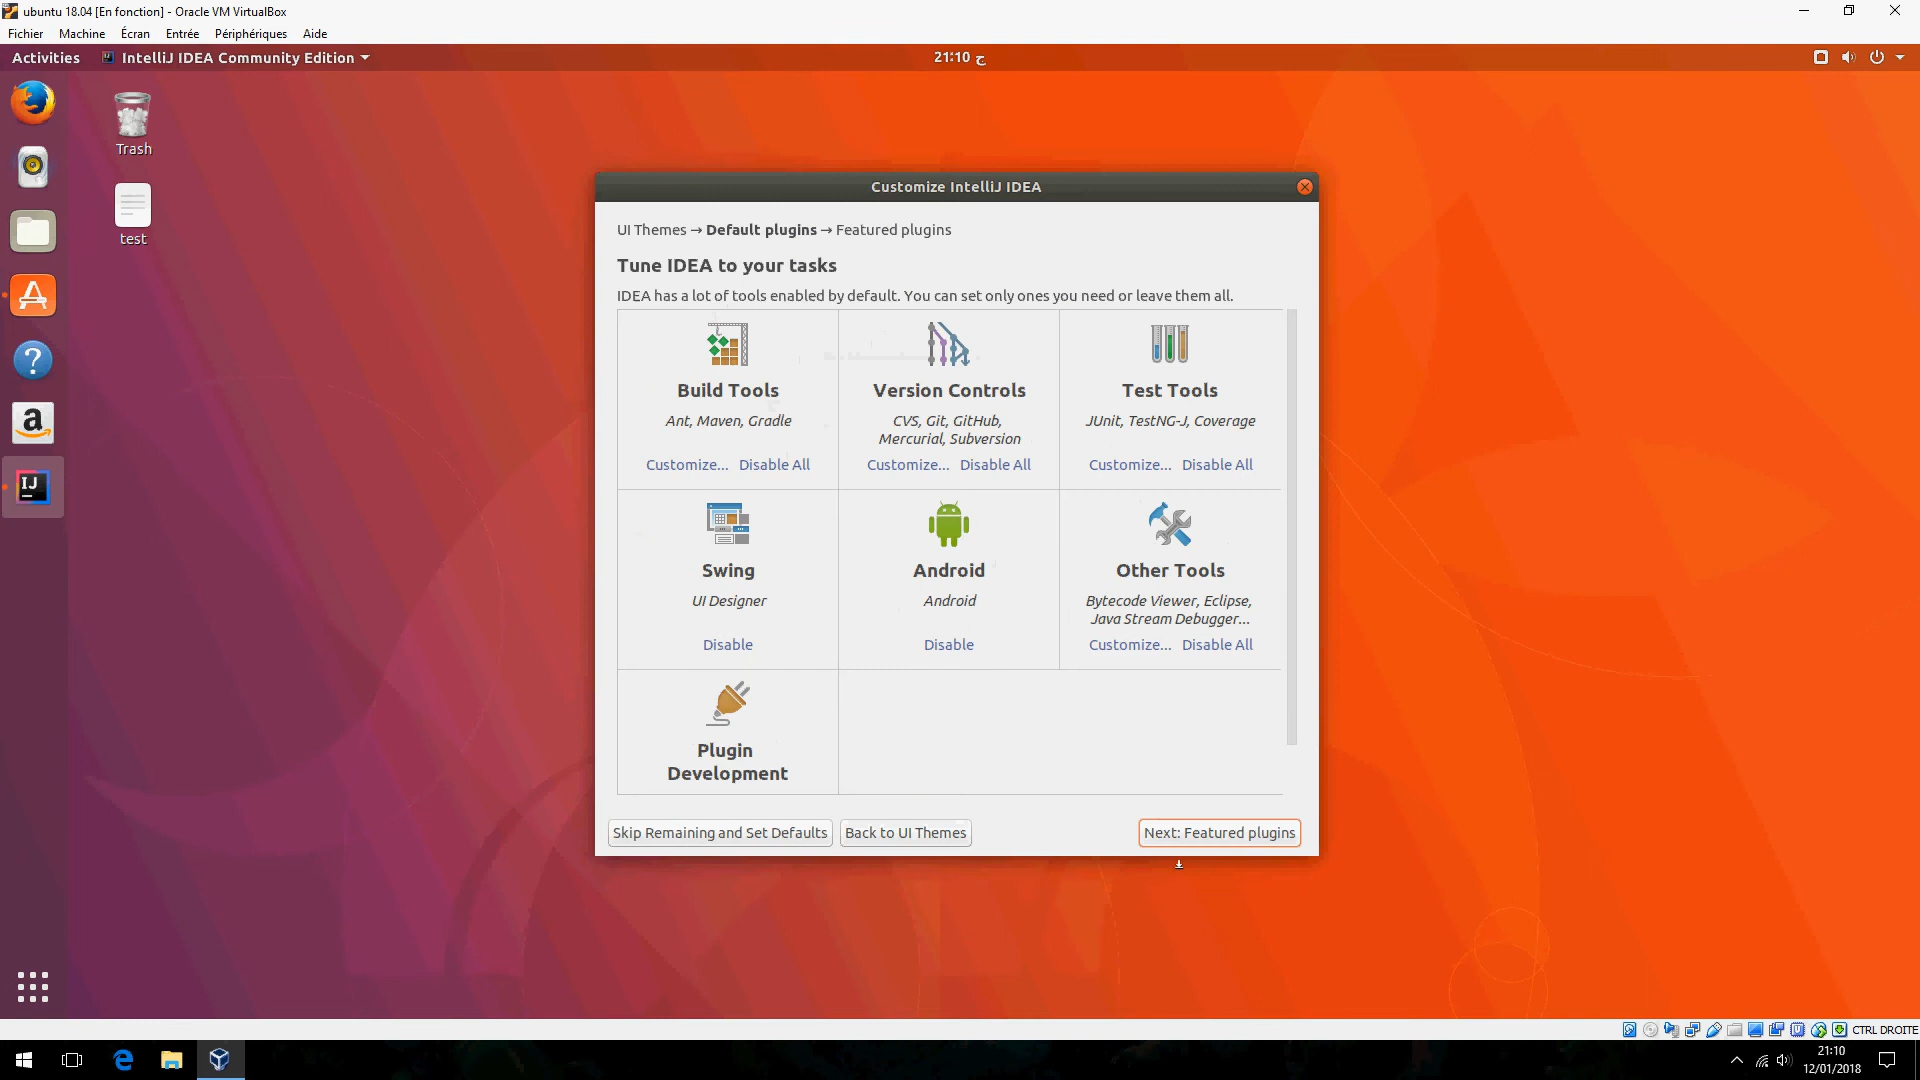 ubuntu 18.04 [En fonction] - Oracle VM VirtualBox
Fichier Machine Écran Entrée Périphériques Aide
Activities IntelliJ IDEA Community Edition 21:10 ج
Trash
test
Customize IntelliJ IDEA
UI Themes → Default plugins → Featured plugins
Tune IDEA to your tasks
IDEA has a lot of tools enabled by default. You can set only ones you need or leave them all.
Build Tools
Ant, Maven, Gradle
Customize... Disable All
Version Controls
CVS, Git, GitHub,
Mercurial, Subversion
Customize... Disable All
Test Tools
JUnit, TestNG-J, Coverage
Customize... Disable All
Swing
UI Designer
Disable
Android
Android
Disable
Other Tools
Bytecode Viewer, Eclipse,
Java Stream Debugger...
Customize... Disable All
Plugin
Development
Skip Remaining and Set Defaults Back to UI Themes Next: Featured plugins
CTRL DROITE
21:10
12/01/2018